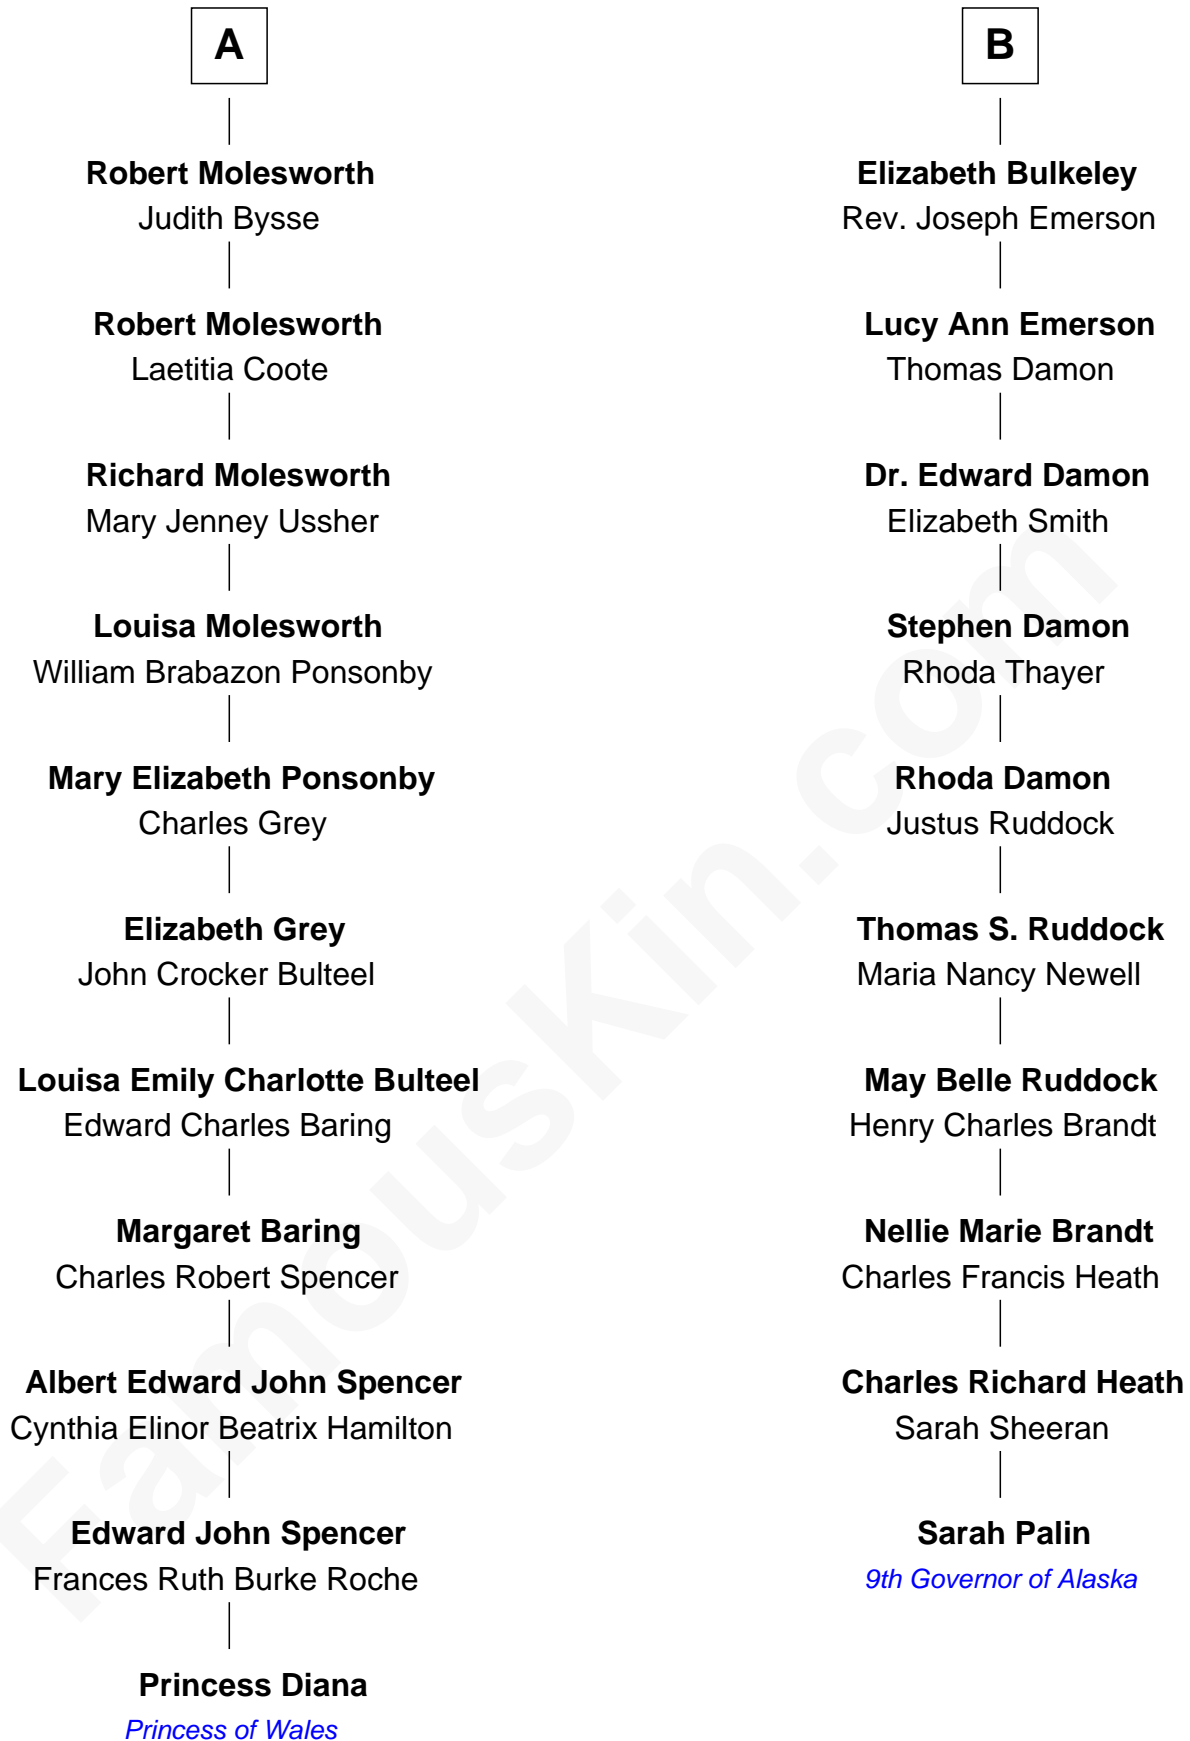 A
Robert Molesworth
Judith Bysse
Robert Molesworth
Laetitia Coote
Richard Molesworth
Mary Jenney Ussher
Louisa Molesworth
William Brabazon Ponsonby
Mary Elizabeth Ponsonby
Charles Grey
Elizabeth Grey
John Crocker Bulteel
Louisa Emily Charlotte Bulteel
Edward Charles Baring
Margaret Baring
Charles Robert Spencer
Albert Edward John Spencer
Cynthia Elinor Beatrix Hamilton
Edward John Spencer
Frances Ruth Burke Roche
Princess Diana
Princess of Wales
B
Elizabeth Bulkeley
Rev. Joseph Emerson
Lucy Ann Emerson
Thomas Damon
Dr. Edward Damon
Elizabeth Smith
Stephen Damon
Rhoda Thayer
Rhoda Damon
Justus Ruddock
Thomas S. Ruddock
Maria Nancy Newell
May Belle Ruddock
Henry Charles Brandt
Nellie Marie Brandt
Charles Francis Heath
Charles Richard Heath
Sarah Sheeran
Sarah Palin
9th Governor of Alaska
FamousKin.com